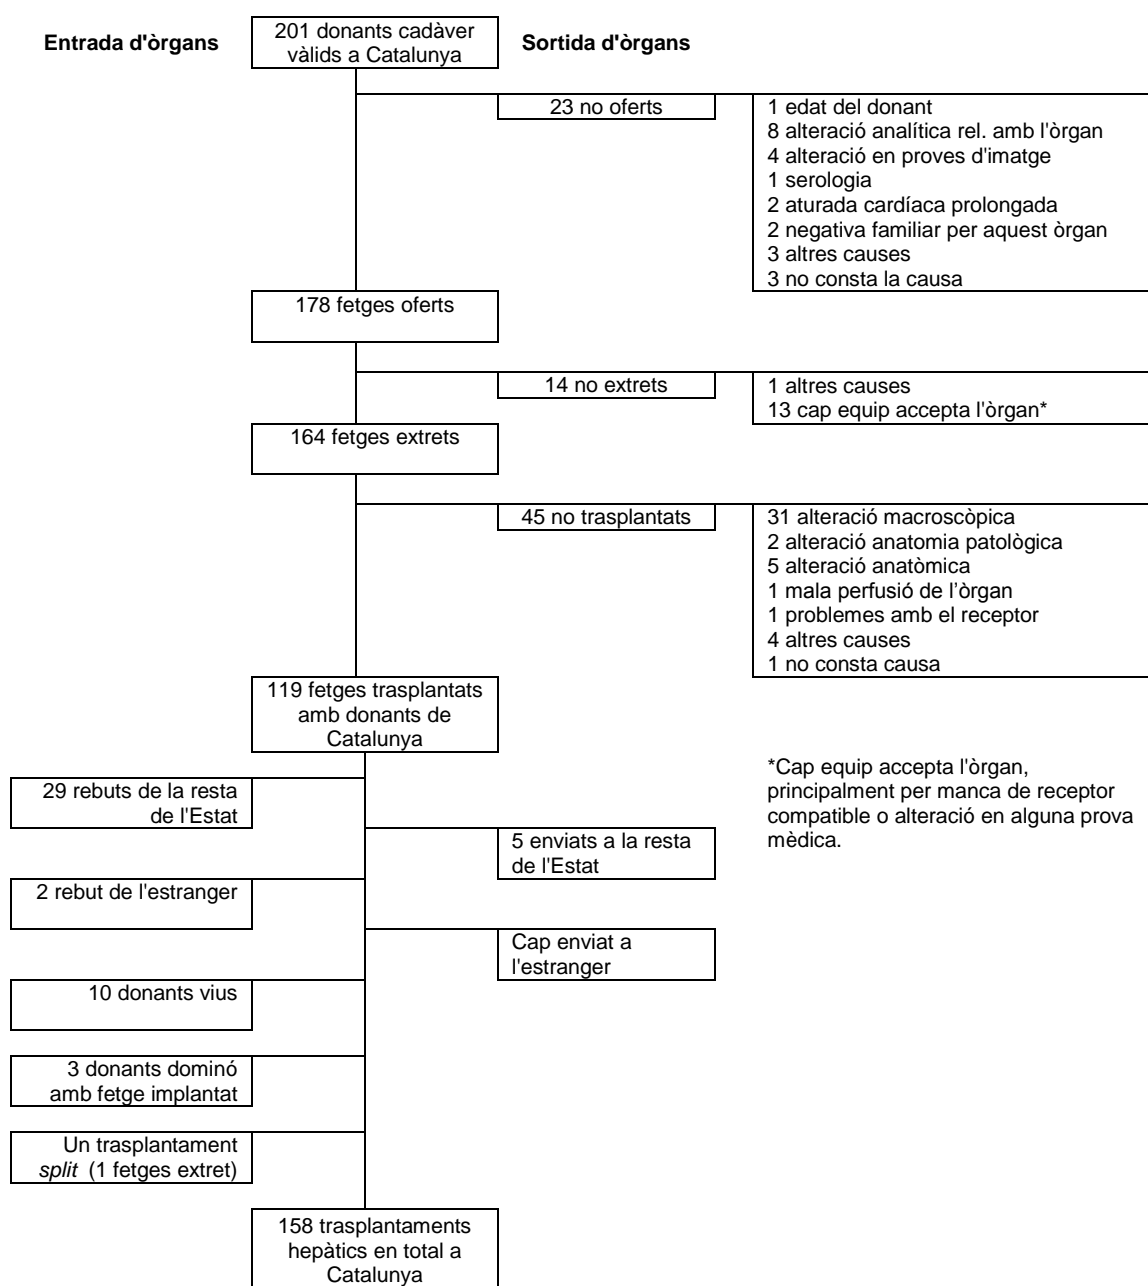 Entrada d'òrgans
201 donants cadàver
vàlids a Catalunya
Sortida d'òrgans
23 no oferts
1 edat del donant
8 alteració analítica rel. amb l'òrgan
4 alteració en proves d'imatge
1 serologia
2 aturada cardíaca prolongada
2 negativa familiar per aquest òrgan
3 altres causes
3 no consta la causa
178 fetges oferts
14 no extrets
1 altres causes
13 cap equip accepta l'òrgan*
164 fetges extrets
45 no trasplantats
31 alteració macroscòpica
2 alteració anatomia patològica
5 alteració anatòmica
1 mala perfusió de l'òrgan
1 problemes amb el receptor
4 altres causes
1 no consta causa
119 fetges trasplantats
amb donants de
Catalunya
*Cap equip accepta l'òrgan,
principalment per manca de receptor
compatible o alteració en alguna prova
mèdica.
29 rebuts de la resta
de l'Estat
5 enviats a la resta
de l'Estat
2 rebut de l'estranger
Cap enviat a
l'estranger
10 donants vius
3 donants dominó
amb fetge implantat
Un trasplantament
split (1 fetges extret)
158 trasplantaments
hepàtics en total a
Catalunya